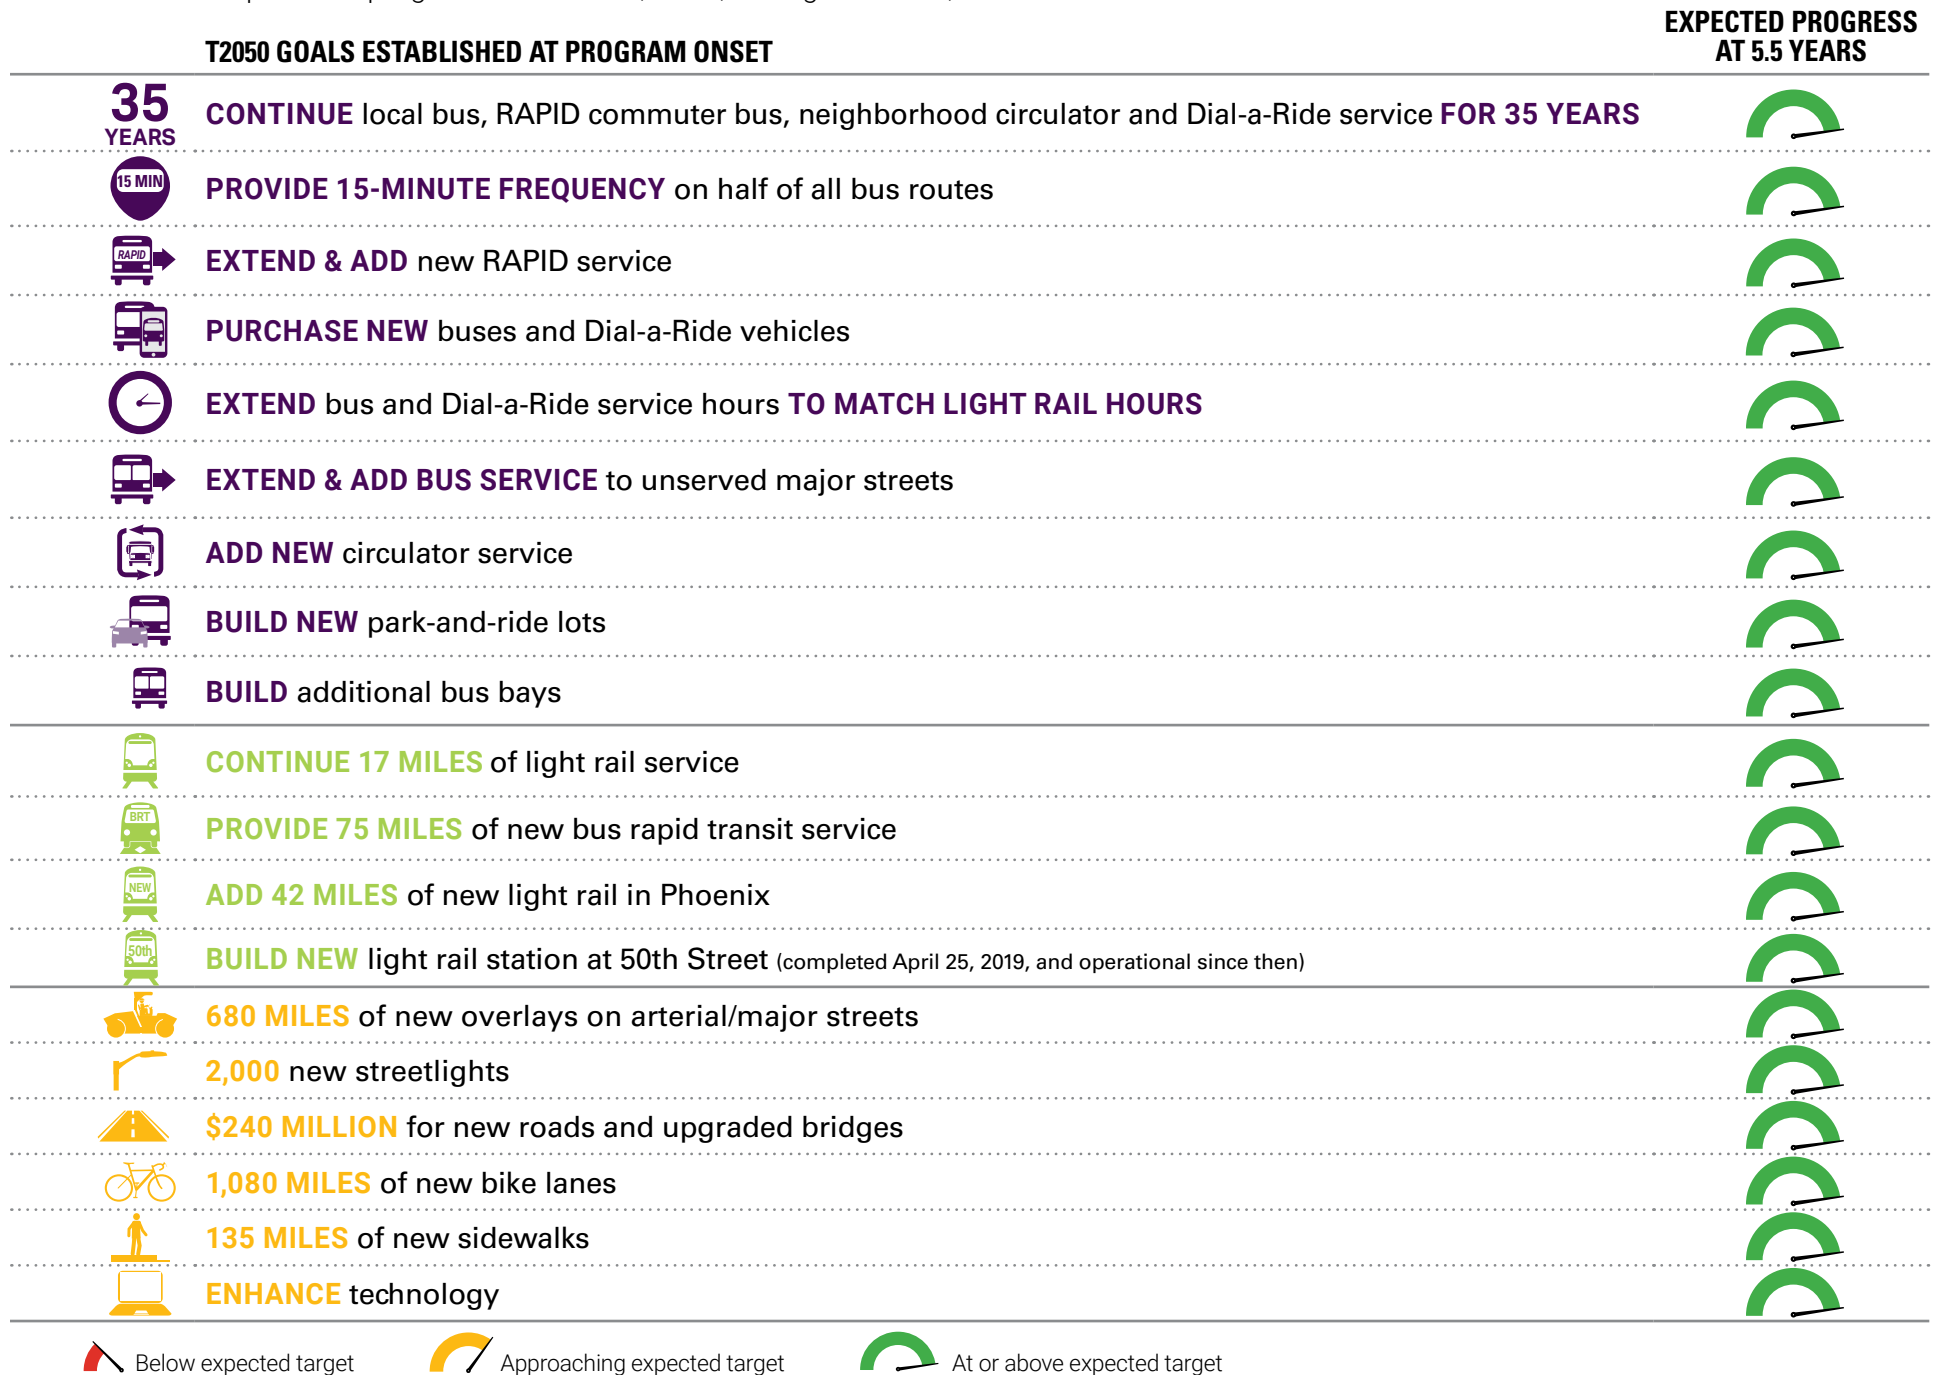 T2050 GOALS ESTABLISHED AT PROGRAM ONSET
EXPECTED PROGRESS
AT 5.5 YEARS
35
YEARS
CONTINUE local bus, RAPID commuter bus, neighborhood circulator and Dial-a-Ride service FOR 35 YEARS
15 MIN
PROVIDE 15-MINUTE FREQUENCY on half of all bus routes
RAPID
EXTEND & ADD new RAPID service
PURCHASE NEW buses and Dial-a-Ride vehicles
EXTEND bus and Dial-a-Ride service hours TO MATCH LIGHT RAIL HOURS
EXTEND & ADD BUS SERVICE to unserved major streets
ADD NEW circulator service
BUILD NEW park-and-ride lots
BUILD additional bus bays
CONTINUE 17 MILES of light rail service
BRT
PROVIDE 75 MILES of new bus rapid transit service
NEW
ADD 42 MILES of new light rail in Phoenix
50th
BUILD NEW light rail station at 50th Street (completed April 25, 2019, and operational since then)
680 MILES of new overlays on arterial/major streets
2,000 new streetlights
$240 MILLION for new roads and upgraded bridges
1,080 MILES of new bike lanes
135 MILES of new sidewalks
ENHANCE technology
Below expected target
Approaching expected target
At or above expected target